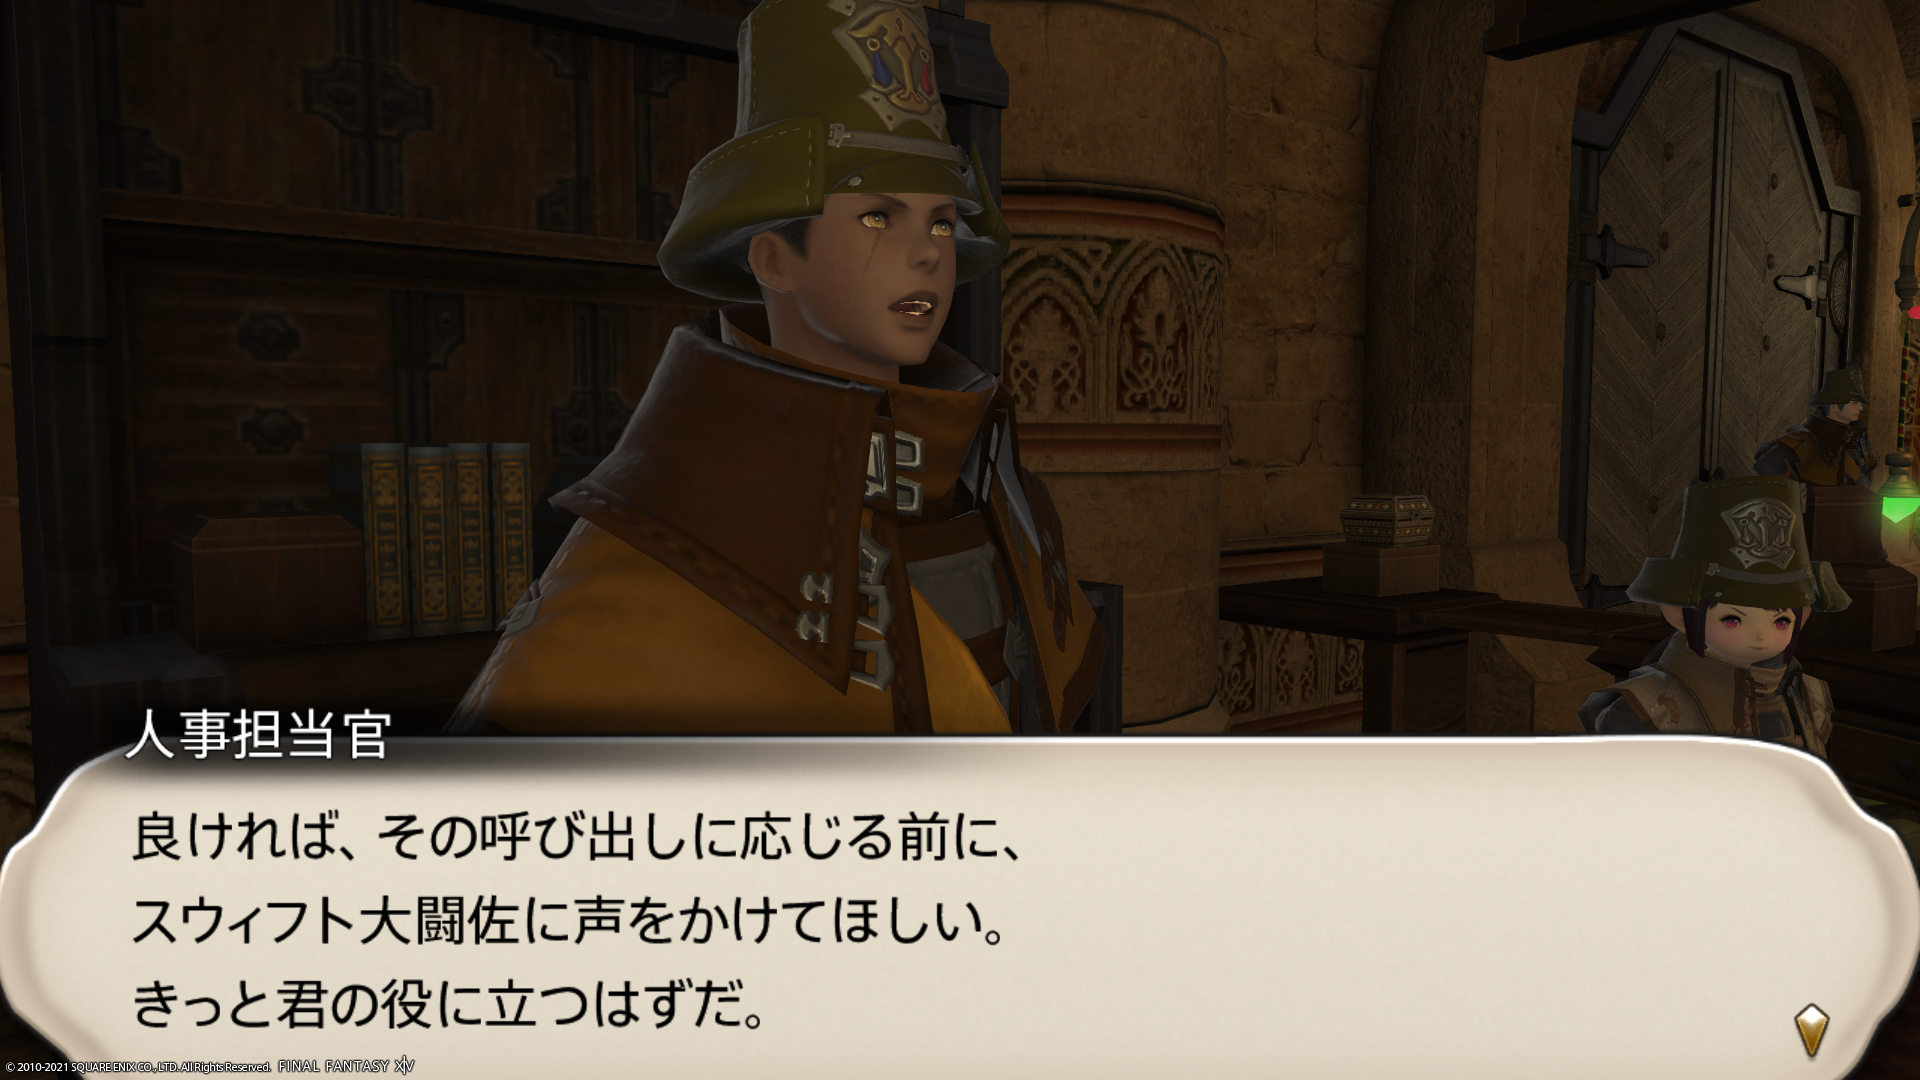 人事担当官
良ければ、その呼び出しに応じる前に、
スウィフト大闘佐に声をかけてほしい。
きっと君の役に立つはずだ。
© 2010-2021 SQUARE ENIX CO., LTD. All Rights Reserved. FINAL FANTASY XIV